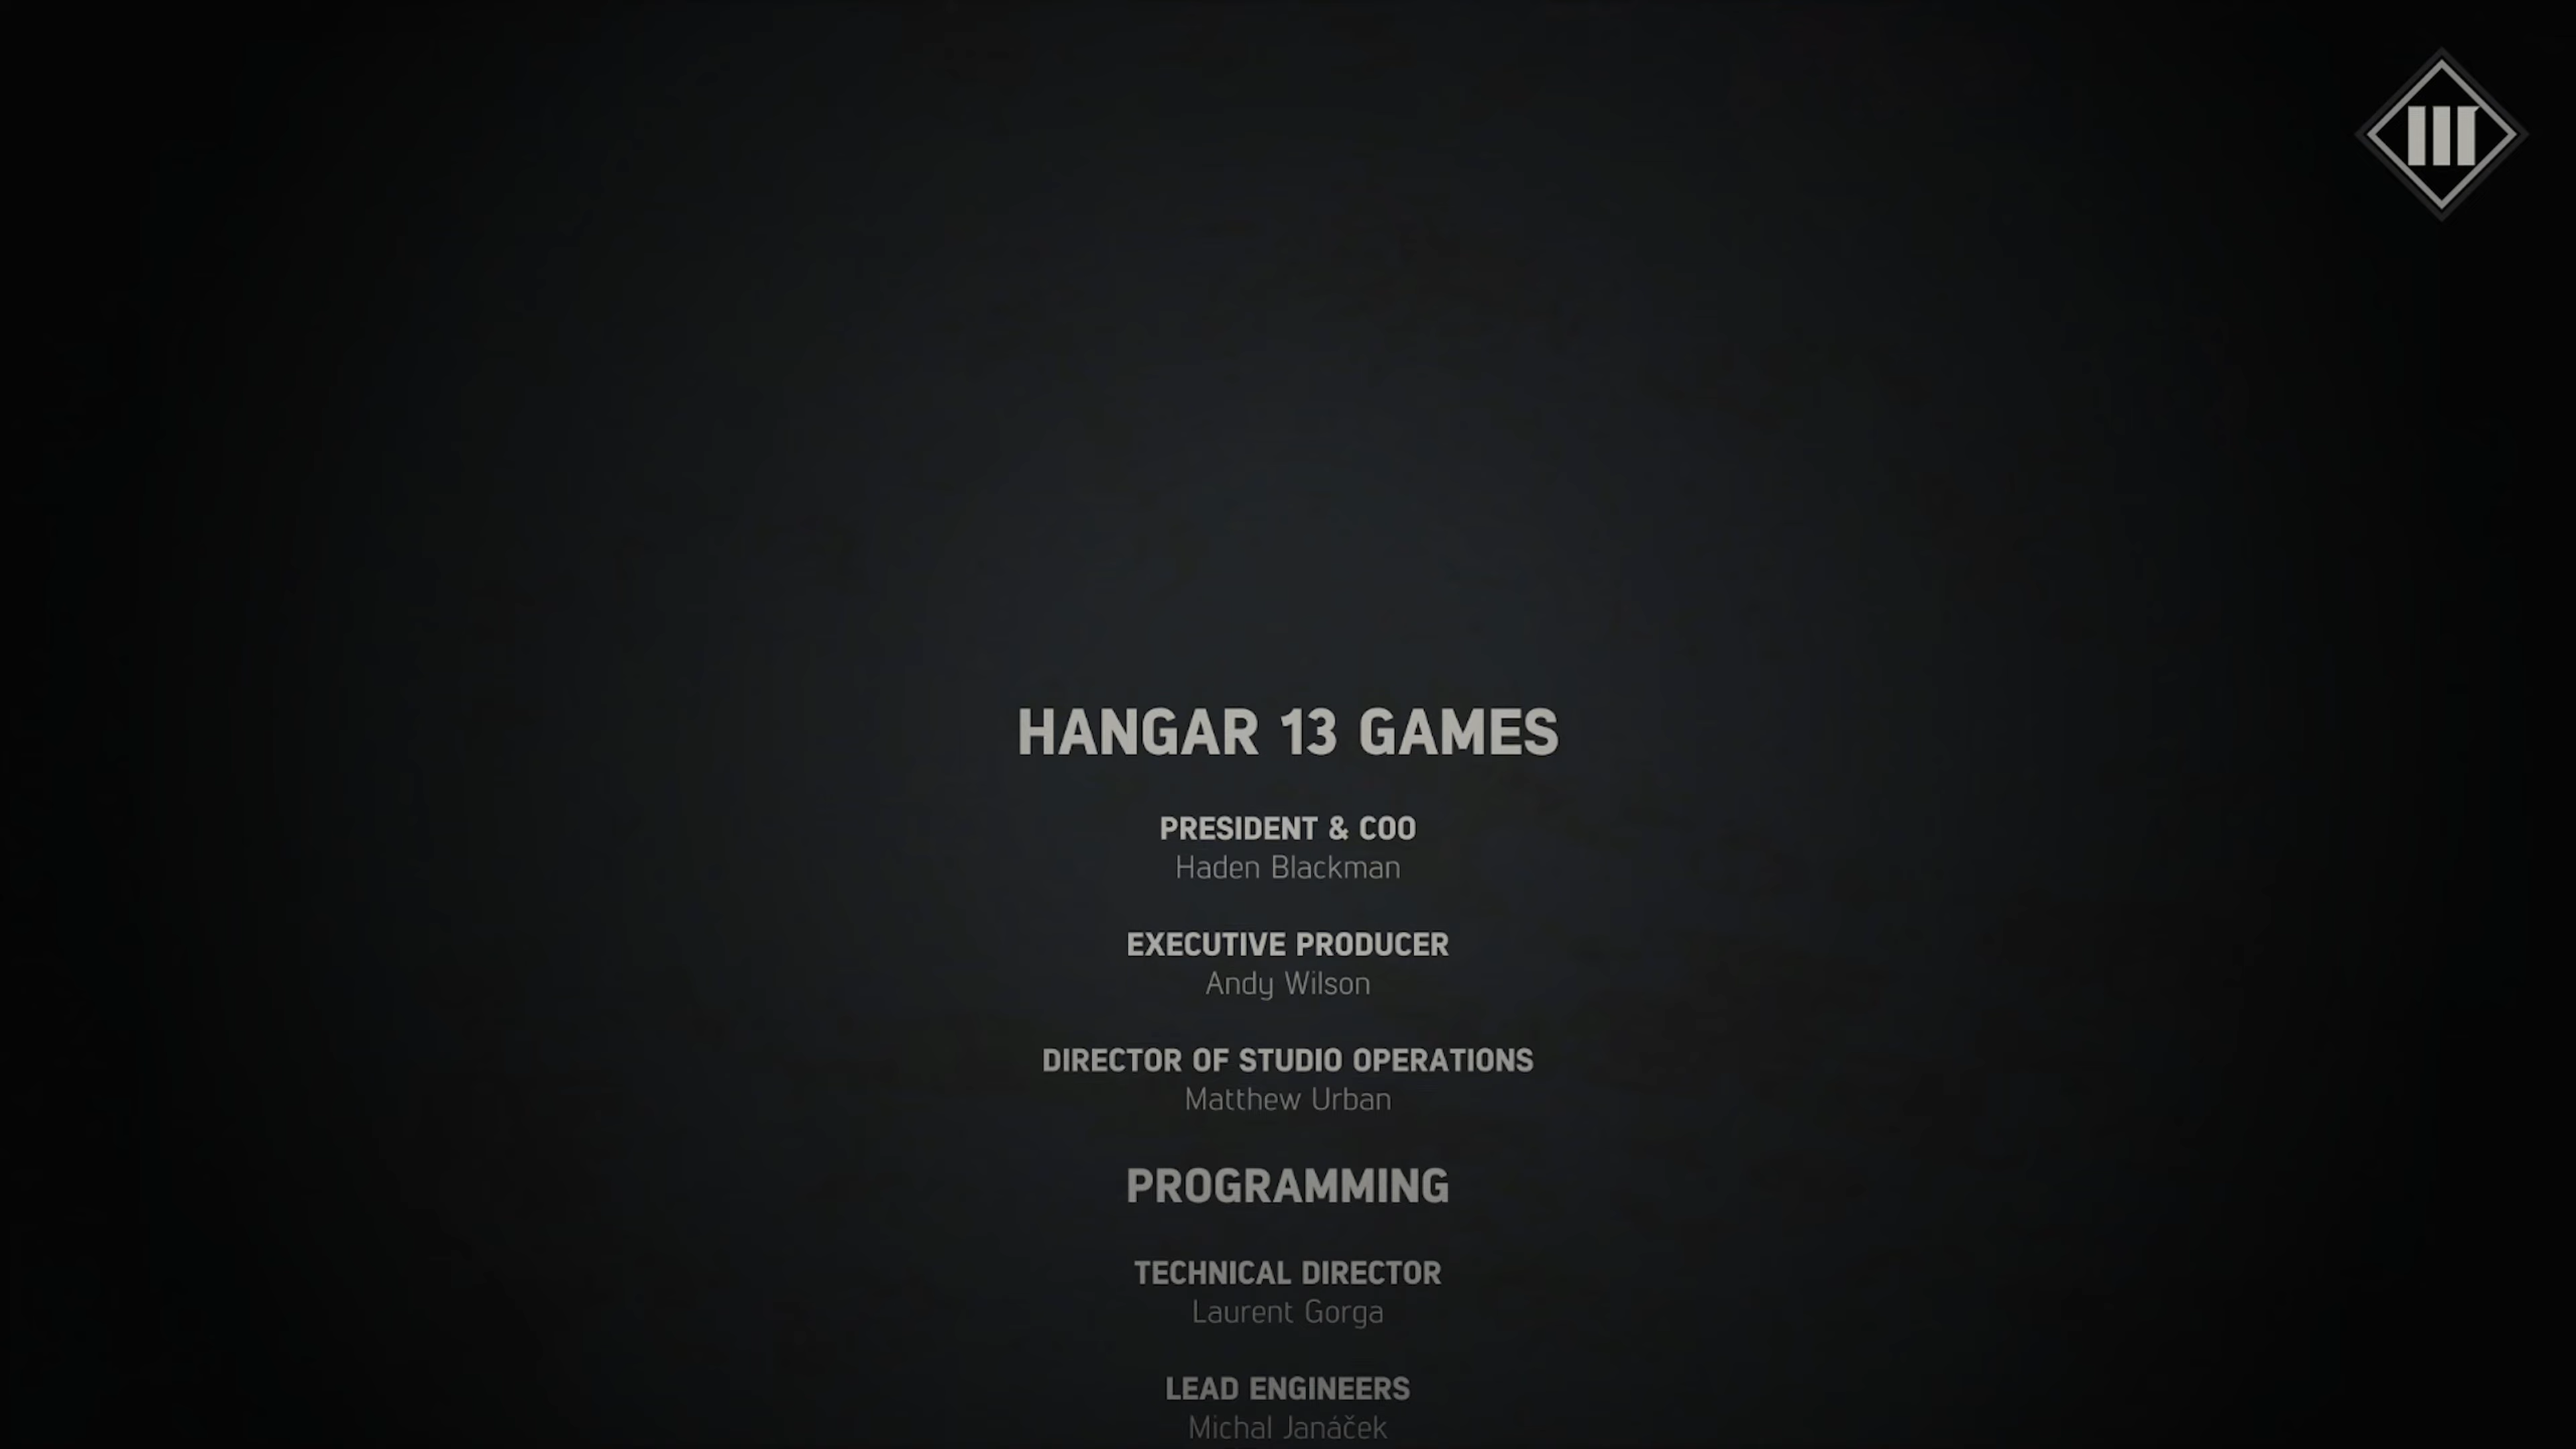 III
HANGAR 13 GAMES
PRESIDENT & COO
Haden Blackman
EXECUTIVE PRODUCER
Andy Wilson
DIRECTOR OF STUDIO OPERATIONS
Matthew Urban
PROGRAMMING
TECHNICAL DIRECTOR
Laurent Gorga
LEAD ENGINEERS
Michal Janáček